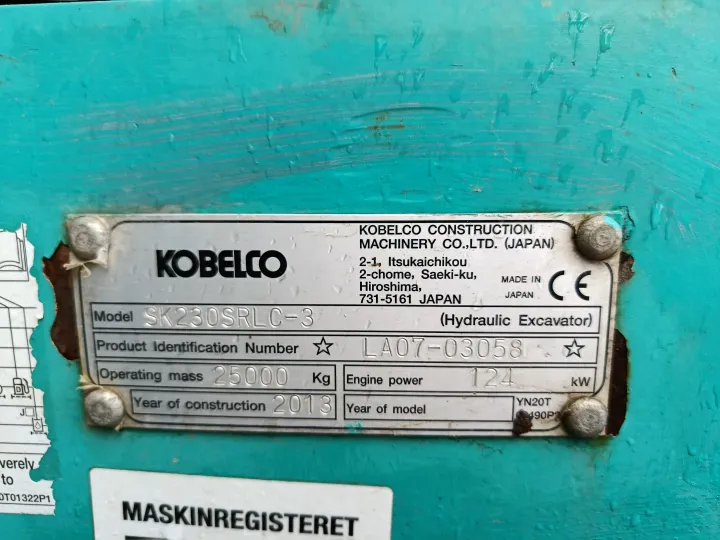 KOBELCO
KOBELCO CONSTRUCTION
MACHINERY CO.,LTD. (JAPAN)
2-1, Itsukaichikou
2-chome, Saeki-ku,
Hiroshima,
731-5161 JAPAN
MADE IN
JAPAN
CE
Model SK230SRLC-3 (Hydraulic Excavator)
Product Identification Number ☆ LA07-03058 ☆
Operating mass 25000 Kg
Engine power 124 kW
Year of construction 2013
Year of model
YN20T
verely
to
0T01322P1
MASKINREGISTERET